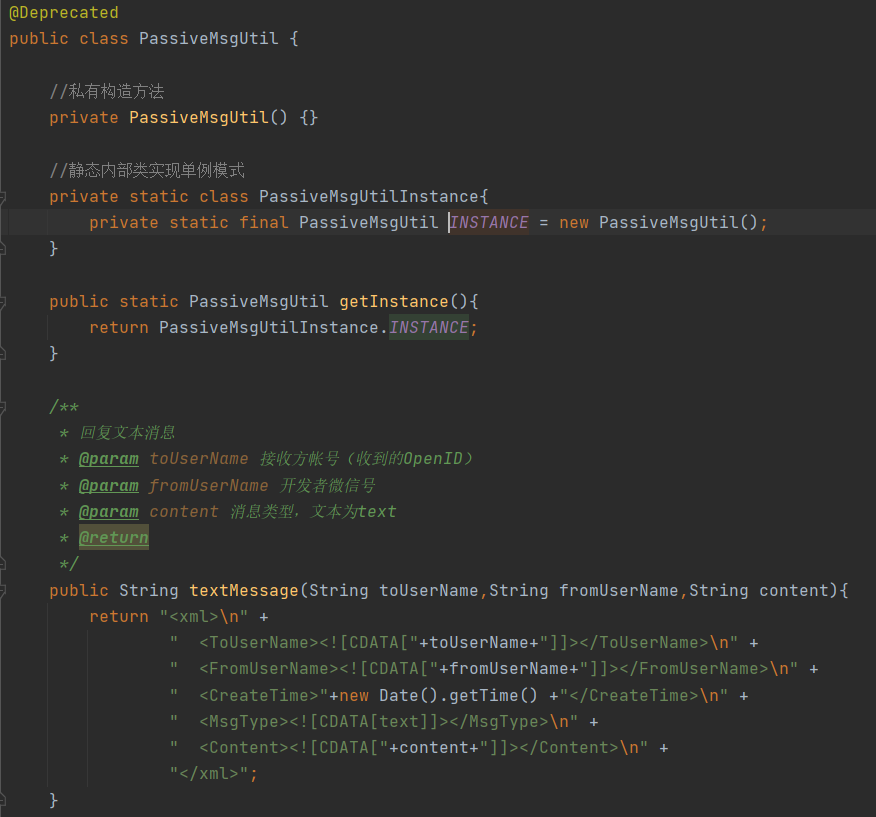 @Deprecated
public class PassiveMsgUtil {
//私有构造方法
private PassiveMsgUtil() {}
//静态内部类实现单例模式
private static class PassiveMsgUtilInstance{
private static final PassiveMsgUtil INSTANCE = new PassiveMsgUtil();
}
public static PassiveMsgUtil getInstance(){
return PassiveMsgUtilInstance.INSTANCE;
}
/**
* 回复文本消息
* @param toUserName 接收方帐号（收到的OpenID）
* @param fromUserName 开发者微信号
* @param content 消息类型，文本为text
* @return
*/
public String textMessage(String toUserName,String fromUserName,String content){
return "<xml>\n" +
"  <ToUserName><![CDATA["+toUserName+"]]></ToUserName>\n" +
"  <FromUserName><![CDATA["+fromUserName+"]]></FromUserName>\n" +
"  <CreateTime>"+new Date().getTime() +"</CreateTime>\n" +
"  <MsgType><![CDATA[text]]></MsgType>\n" +
"  <Content><![CDATA["+content+"]]></Content>\n" +
"</xml>";
}